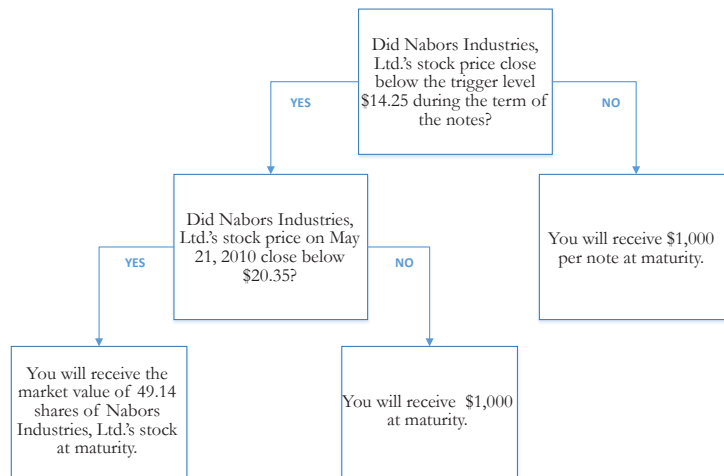 Did Nabors Industries,
Ltd.'s stock price close
below the trigger level
$14.25 during the term of
the notes?
YES
NO
Did Nabors Industries,
Ltd.'s stock price on May
21, 2010 close below
$20.35?
You will receive $1,000
per note at maturity.
YES
NO
You will receive the
market value of 49.14
shares of Nabors
Industries, Ltd.'s stock
at maturity.
You will receive $1,000
at maturity.